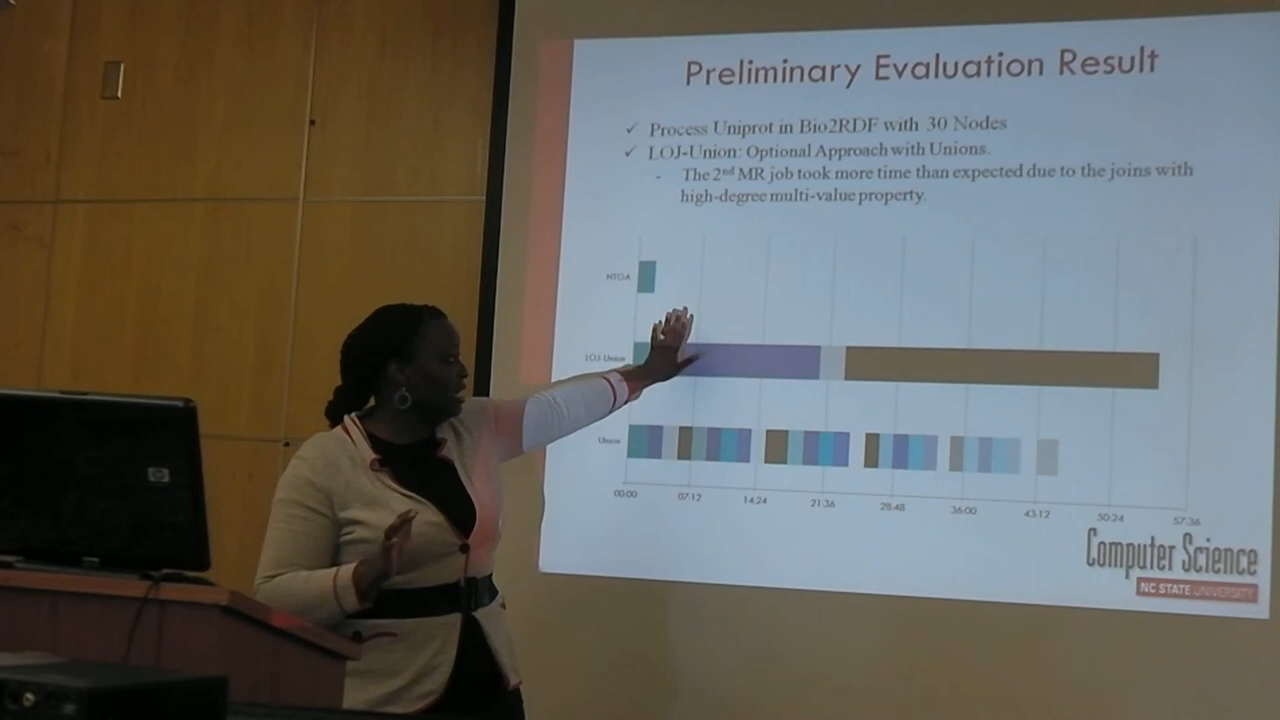 Preliminary Evaluation Result
✓ Process Uniprot in Bio2RDF with 30 Nodes
✓ LOJ-Union: Optional Approach with Unions.
- The 2nd MR job took more time than expected due to the joins with
high-degree multi-value property.
NTGA
LOJ-Union
Union
00:00 07:12 14:24 21:36 28:48 36:00 43:12 50:24 57:36
Computer Science
NC STATE UNIVERSITY
hp